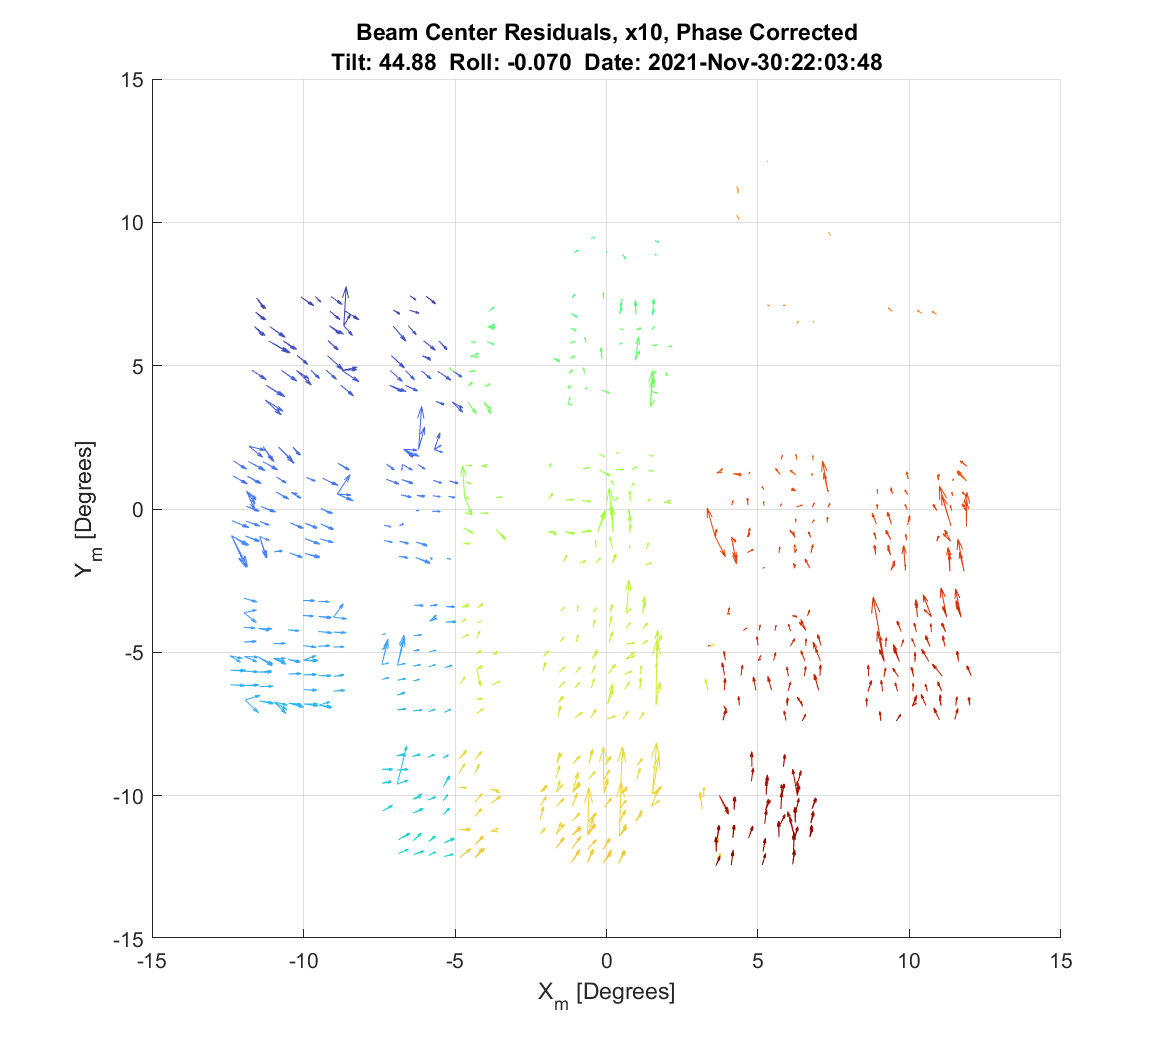 Beam Center Residuals, x10, Phase Corrected
Tilt: 44.88 Roll: -0.070 Date: 2021-Nov-30:22:03:48
15
10
5
0
-5
-10
-15
Y_m [Degrees]
-15 -10 -5 0 5 10 15
X_m [Degrees]